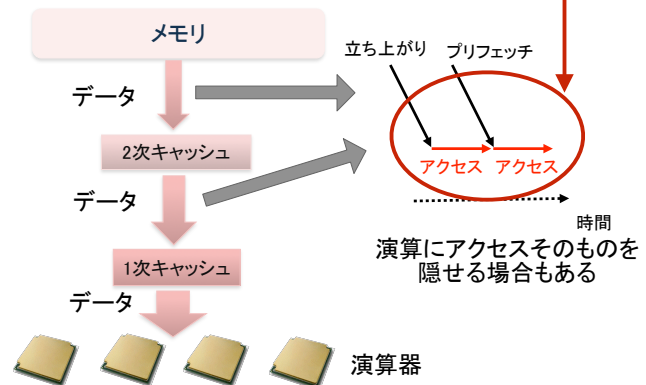 メモリ
立ち上がり プリフェッチ
データ
2次キャッシュ
アクセス アクセス
データ
時間
演算にアクセスそのものを
隠せる場合もある
1次キャッシュ
データ
演算器